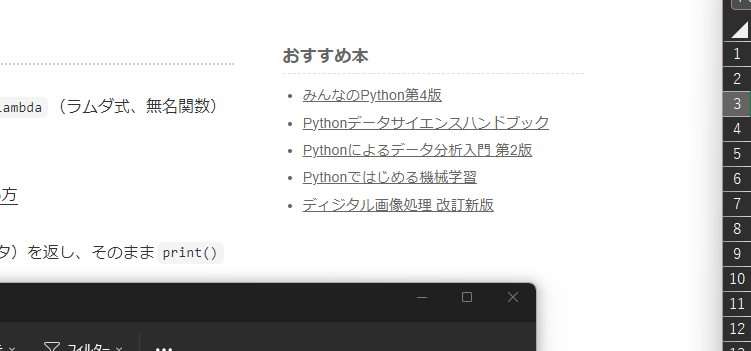 おすすめ本
lambda （ラムダ式、無名関数）
みんなのPython第4版
Pythonデータサイエンスハンドブック
Pythonによるデータ分析入門 第2版
Pythonではじめる機械学習
方
ディジタル画像処理 改訂新版
タ）を返し、そのまま print()
フィルター
1
2
3
4
5
6
7
8
9
10
11
12